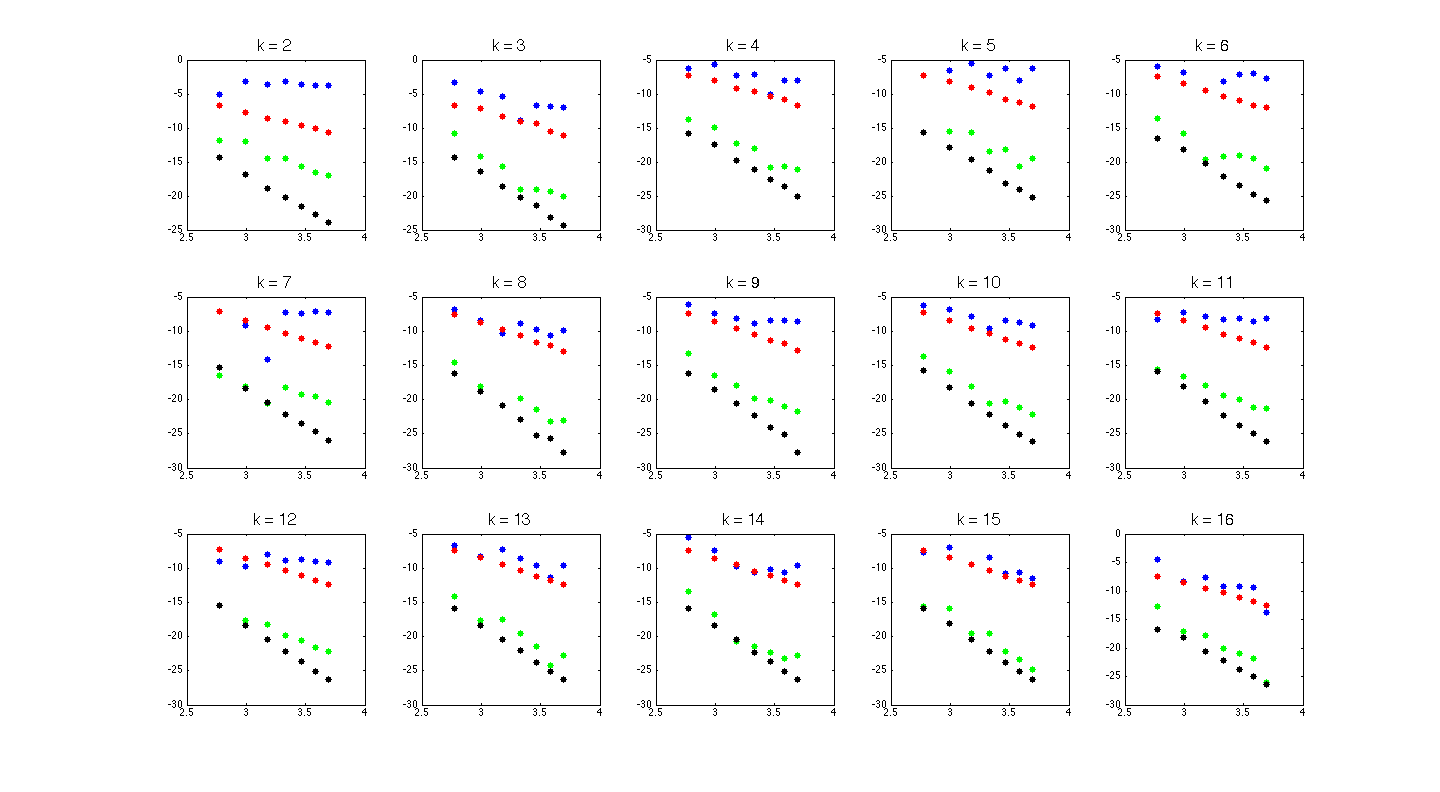 k = 2 k = 3 k = 4 k = 5 k = 6
0 0 -5 -5 -5
-5 -5 -10 -10 -10
-10 -10 -15 -15 -15
-15 -15 -20 -20 -20
-20 -20 -25 -25 -25
-25 -25 -30 -30 -30
2.5 3 3.5 4 2.5 3 3.5 4 2.5 3 3.5 4 2.5 3 3.5 4 2.5 3 3.5 4
k = 7 k = 8 k = 9 k = 10 k = 11
-5 -5 -5 -5 -5
-10 -10 -10 -10 -10
-15 -15 -15 -15 -15
-20 -20 -20 -20 -20
-25 -25 -25 -25 -25
-30 -30 -30 -30 -30
2.5 3 3.5 4 2.5 3 3.5 4 2.5 3 3.5 4 2.5 3 3.5 4 2.5 3 3.5 4
k = 12 k = 13 k = 14 k = 15 k = 16
-5 -5 -5 -5 0
-10 -10 -10 -10 -5
-15 -15 -15 -15 -10
-20 -20 -20 -20 -15
-25 -25 -25 -25 -20
-30 -30 -30 -30 -25
-30
2.5 3 3.5 4 2.5 3 3.5 4 2.5 3 3.5 4 2.5 3 3.5 4 2.5 3 3.5 4